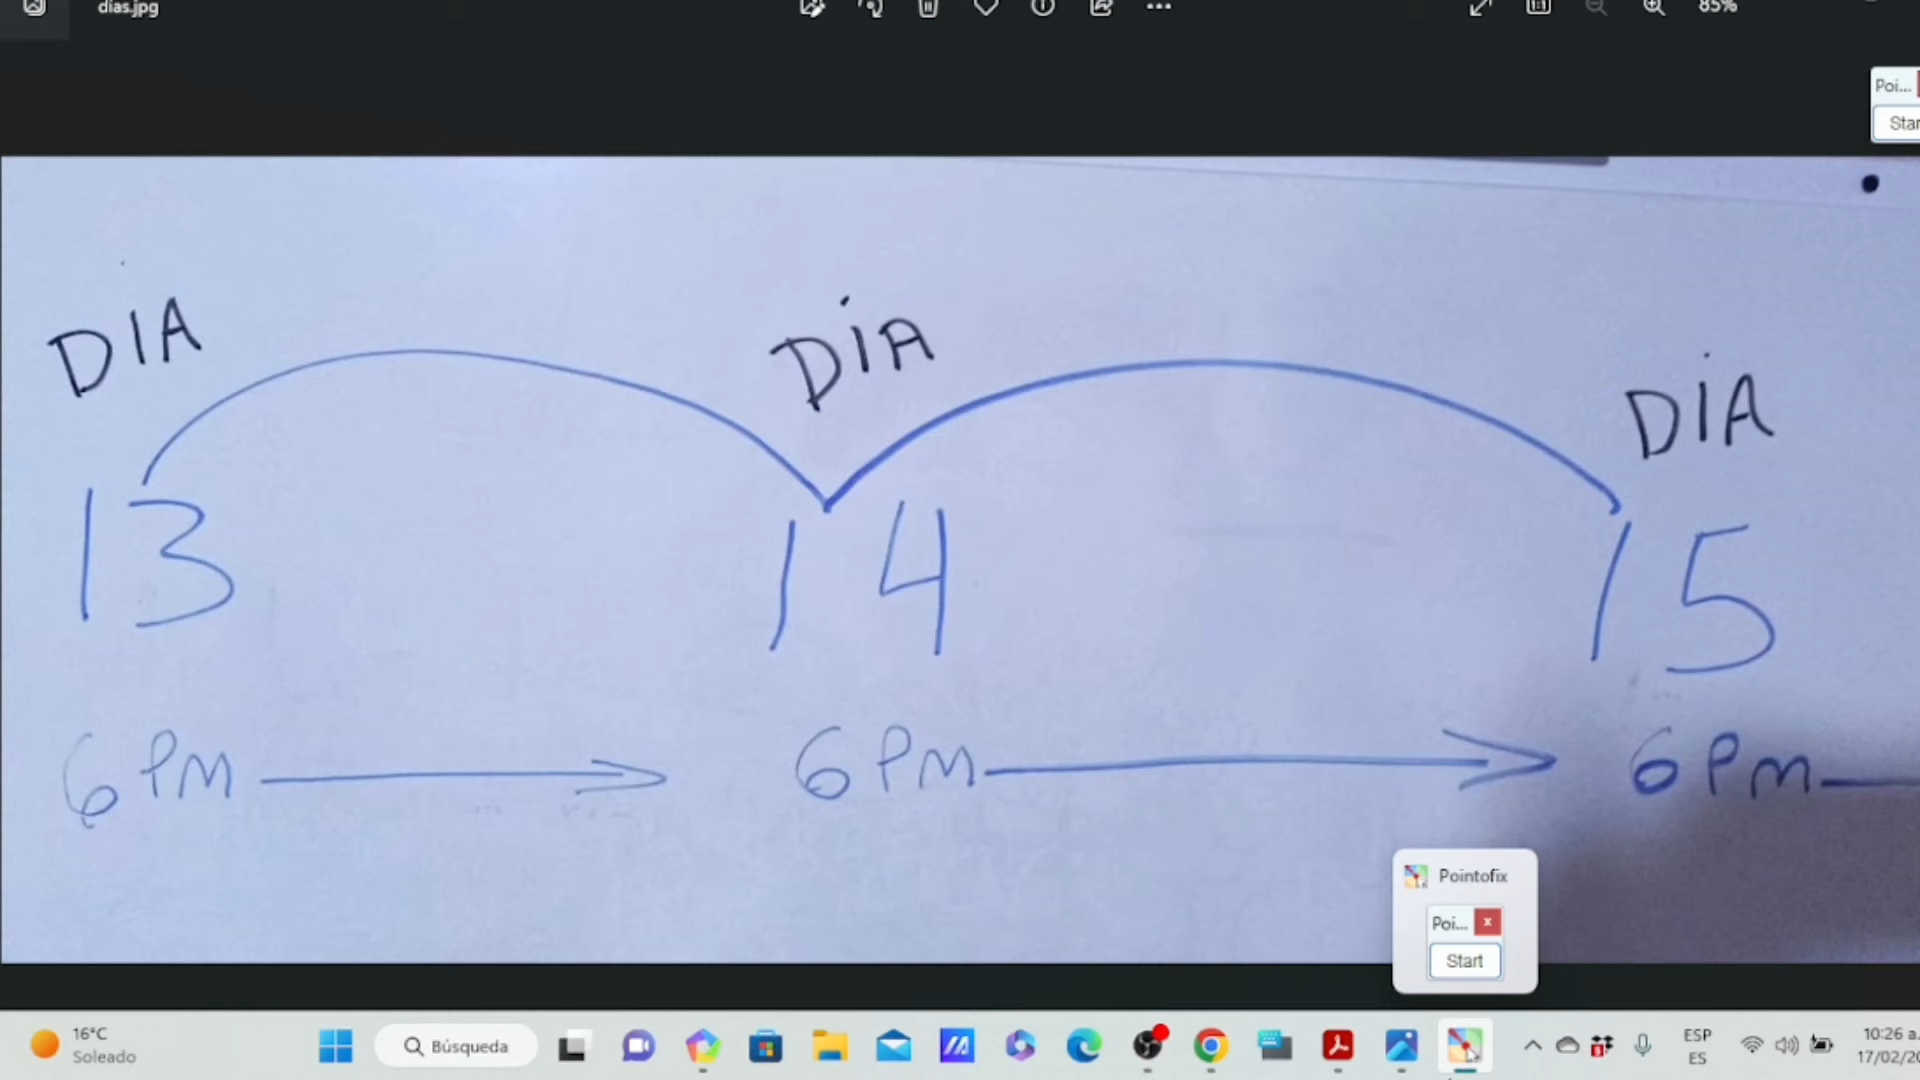 dias.jpg
85%
Poi...
Star
DIA
DIA
DIA
13
14
15
6 PM
6 PM
6 PM
Pointofix
Poi...
x
Start
16°C
Soleado
Búsqueda
ESP
ES
10:26 a.
17/02/20